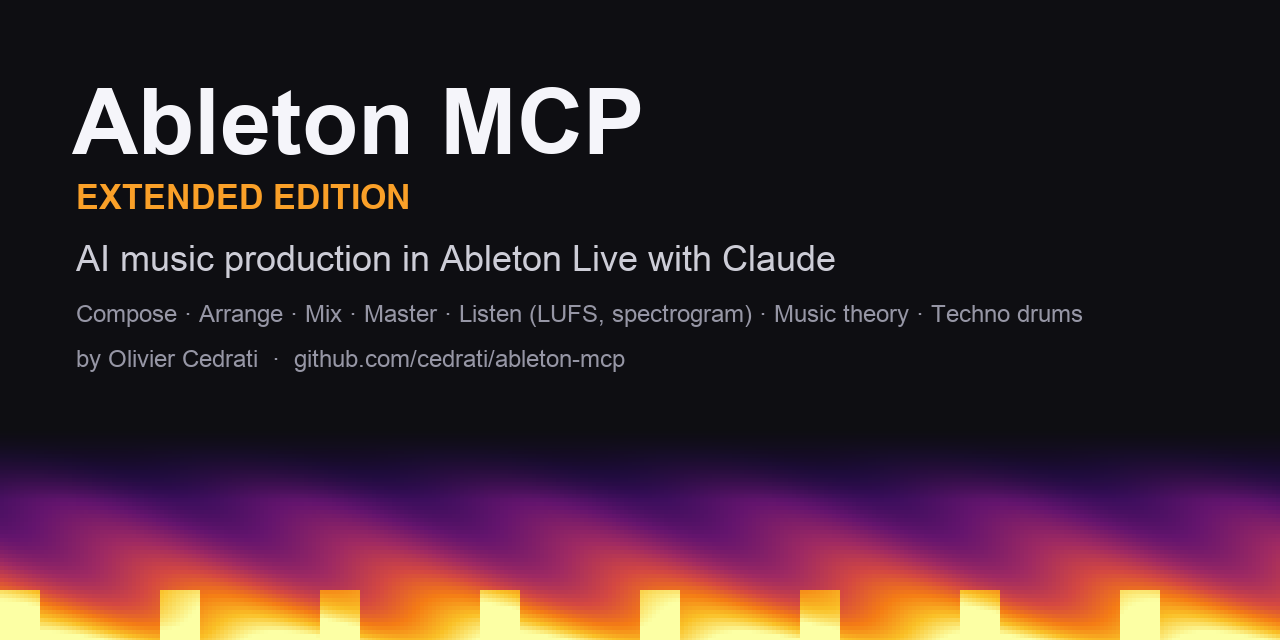 Ableton MCP
EXTENDED EDITION
AI music production in Ableton Live with Claude
Compose · Arrange · Mix · Master · Listen (LUFS, spectrogram) · Music theory · Techno drums
by Olivier Cedrati · github.com/cedrati/ableton-mcp